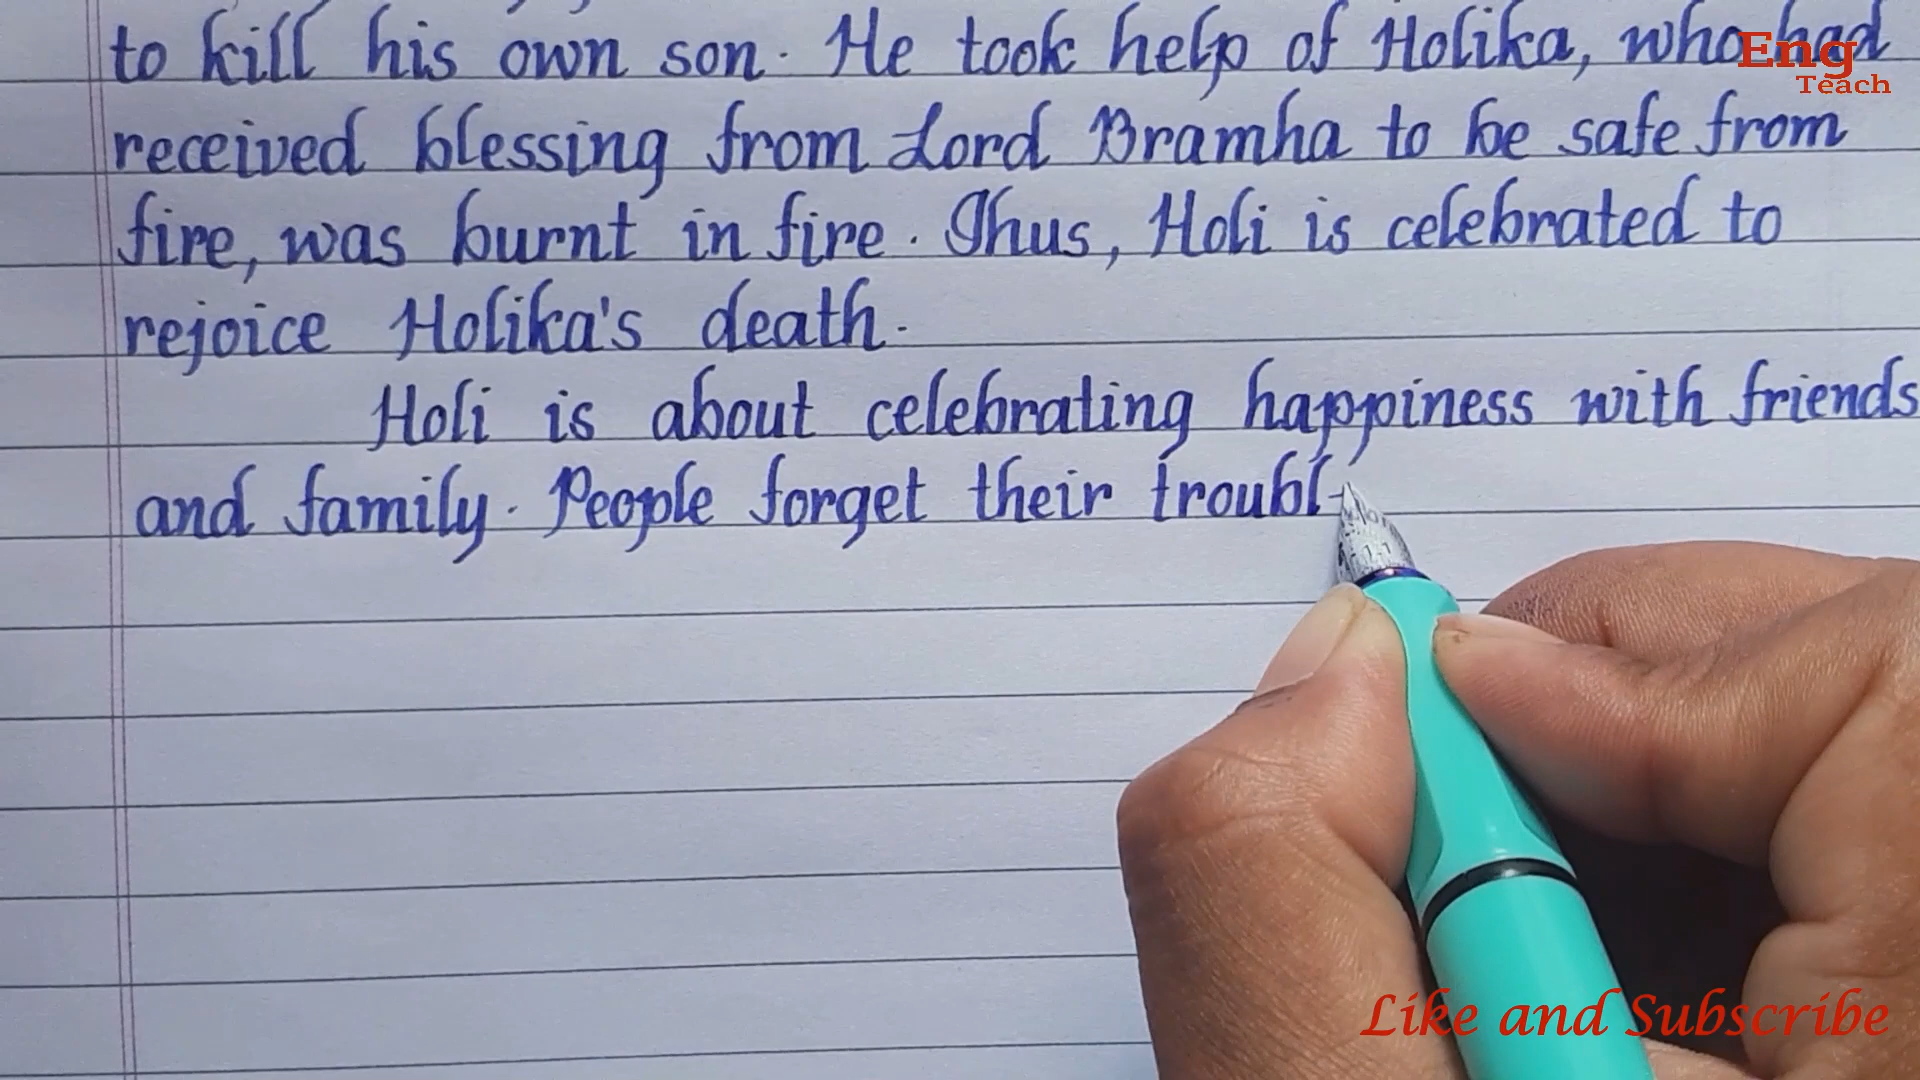 to kill his own son. He took help of Holika, who had
Eng
Teach
received blessing from Lord Bramha to be safe from
fire, was burnt in fire. Thus, Holi is celebrated to
rejoice Holika's death.
Holi is about celebrating happiness with friends
and family. People forget their troubl
Like and Subscribe